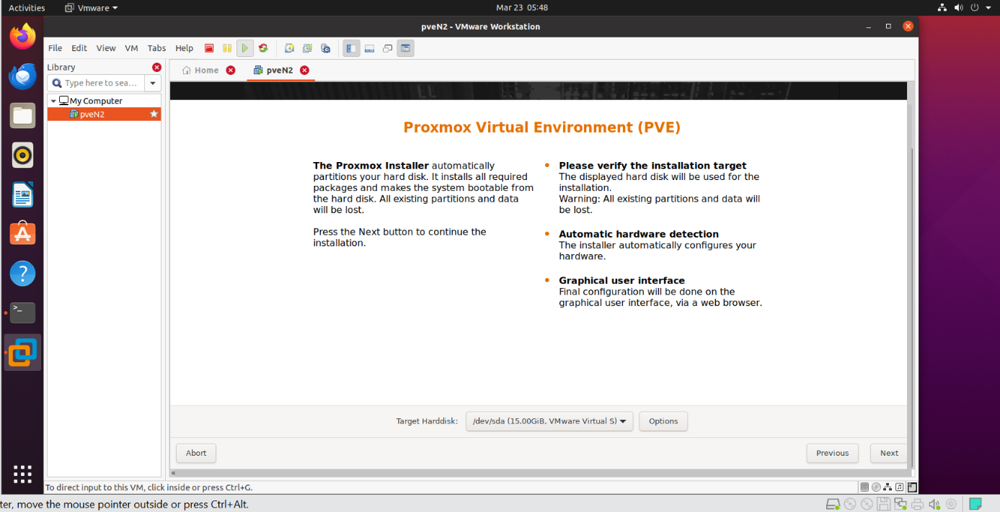 Activities Vmware Mar 23 05:48
pveN2 - VMware Workstation
File Edit View VM Tabs Help
Library
Type here to sea...
My Computer
pveN2
Home pveN2
Proxmox Virtual Environment (PVE)
The Proxmox Installer automatically
partitions your hard disk. It installs all required
packages and makes the system bootable from
the hard disk. All existing partitions and data
will be lost.
Press the Next button to continue the
installation.
Please verify the installation target
The displayed hard disk will be used for the
installation.
Warning: All existing partitions and data will
be lost.
Automatic hardware detection
The installer automatically configures your
hardware.
Graphical user interface
Final configuration will be done on the
graphical user interface, via a web browser.
Target Harddisk: /dev/sda (15.00GiB, VMware Virtual S) Options
Abort Previous Next
To direct input to this VM, click inside or press Ctrl+G.
ter, move the mouse pointer outside or press Ctrl+Alt.